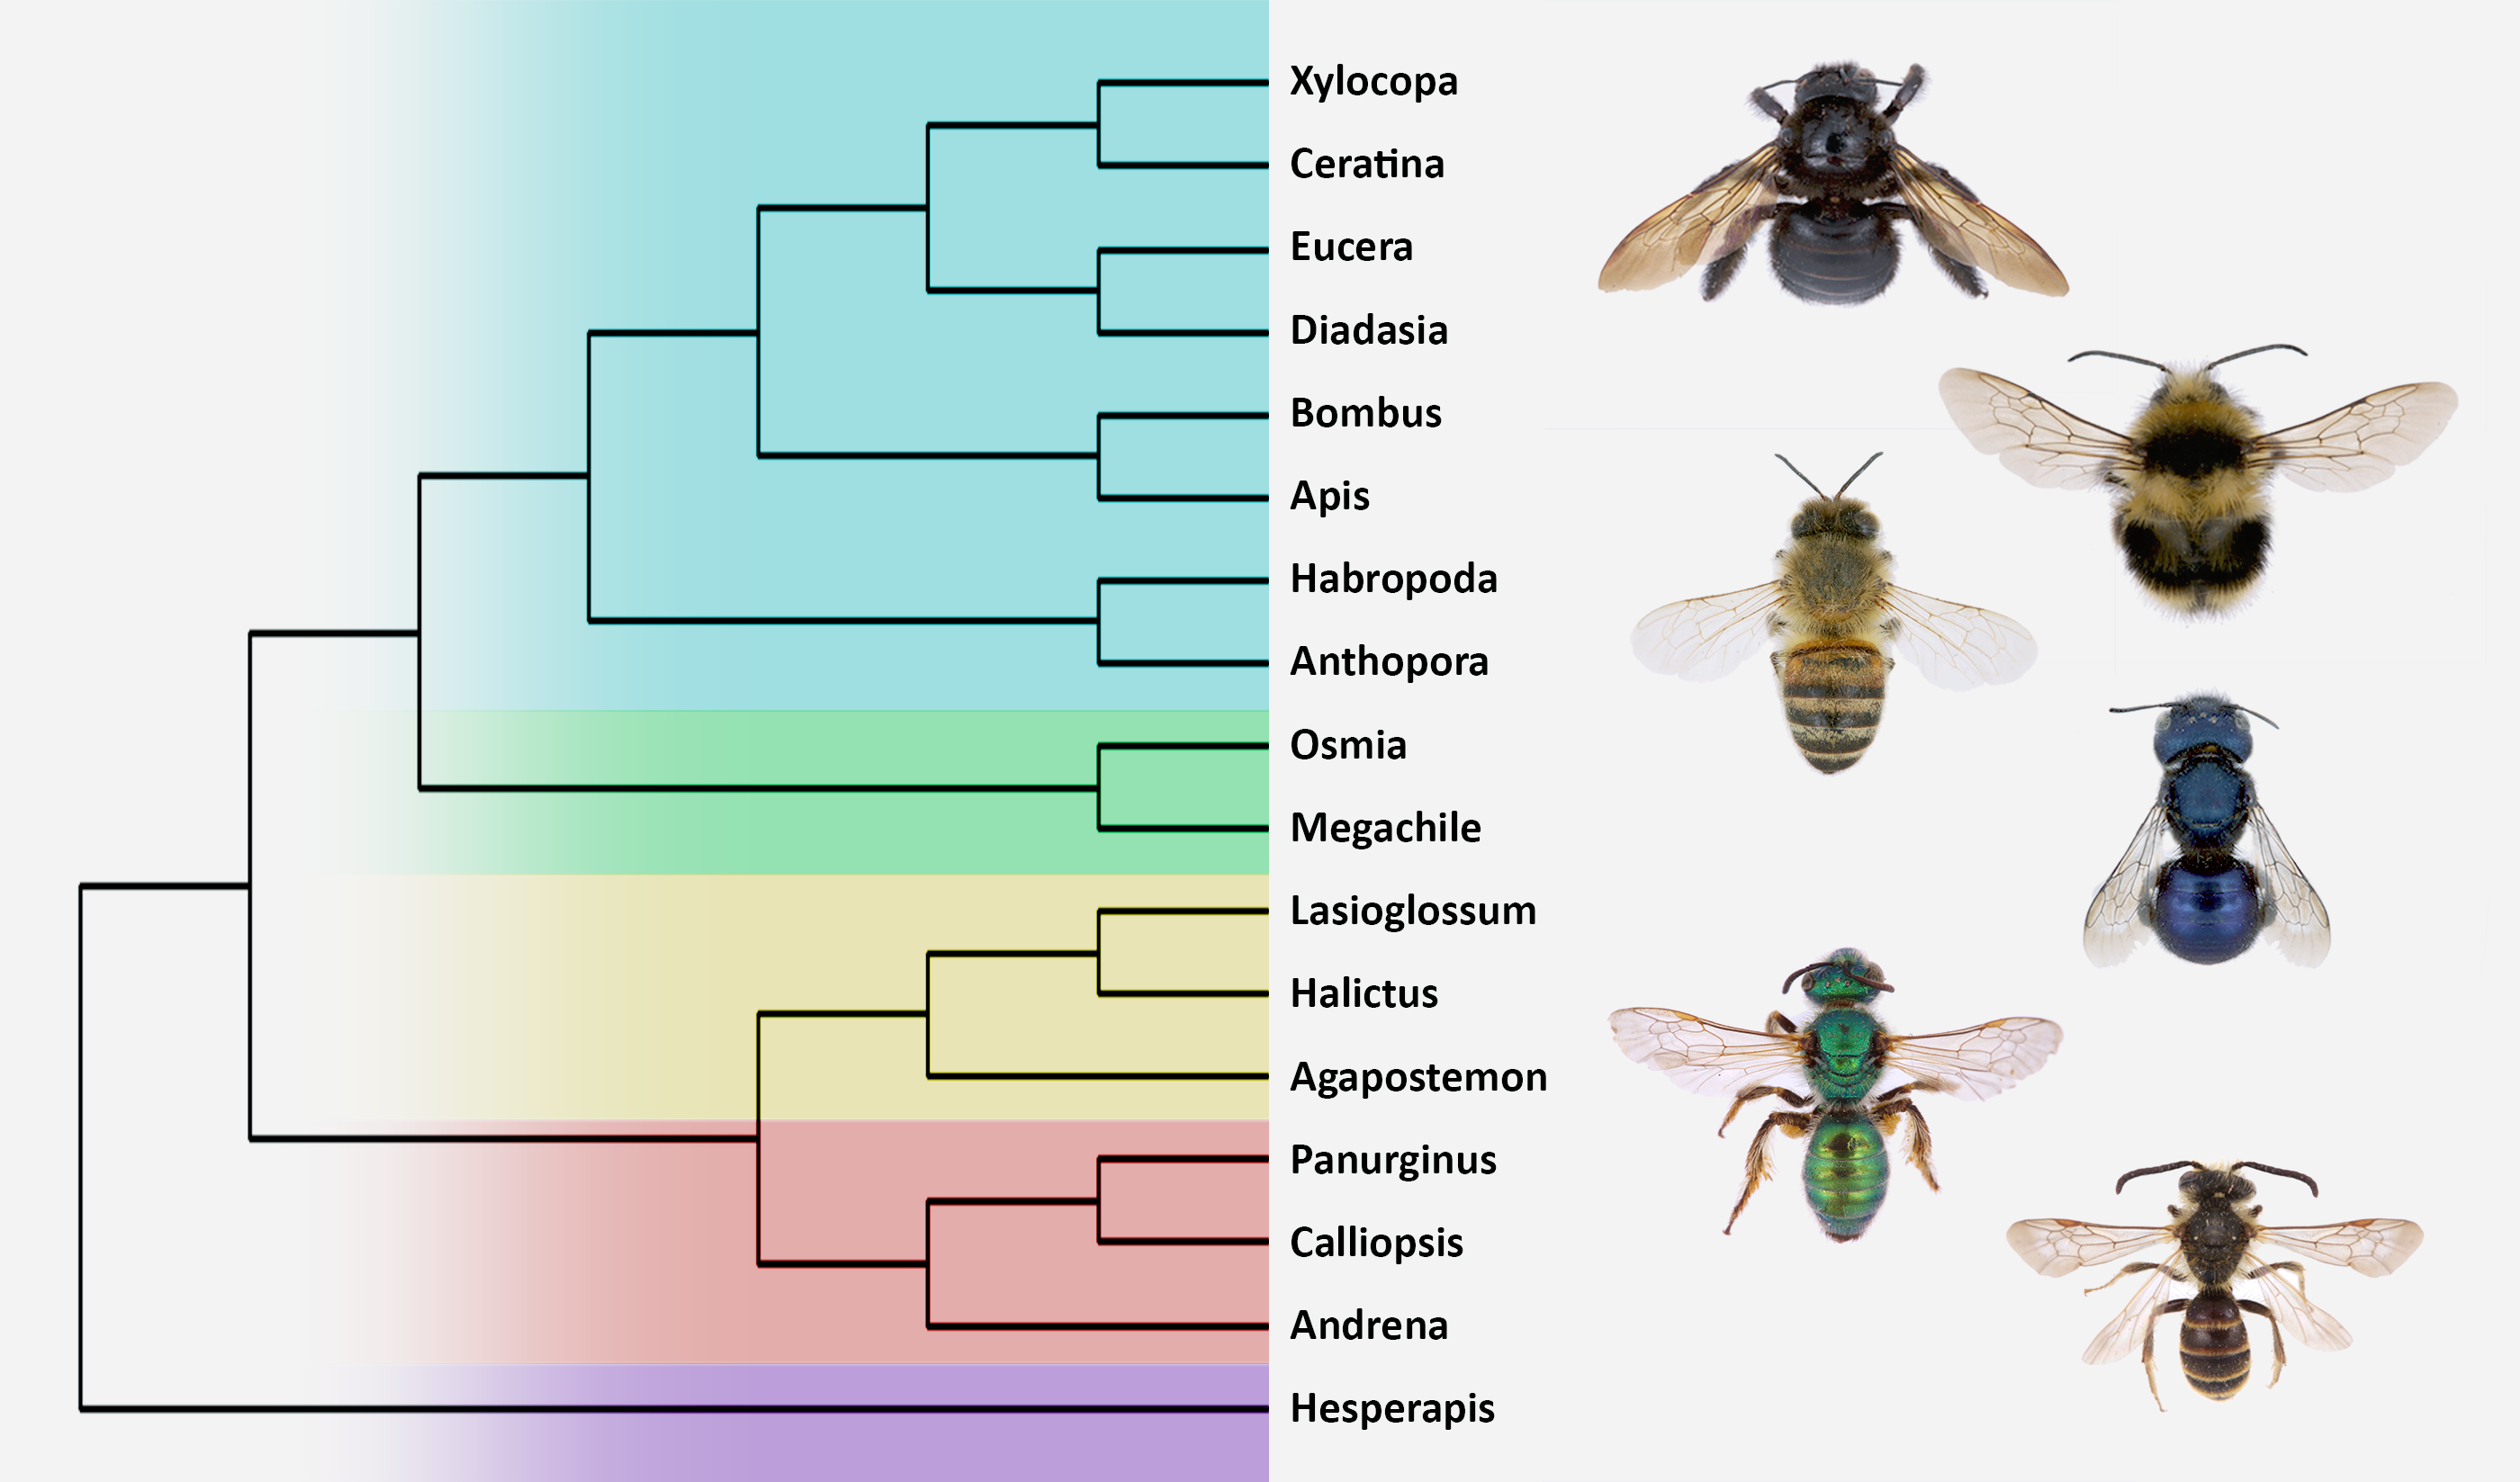 Xylocopa
Ceratina
Eucera
Diadasia
Bombus
Apis
Habropoda
Anthopora
Osmia
Megachile
Lasioglossum
Halictus
Agapostemon
Panurginus
Calliopsis
Andrena
Hesperapis